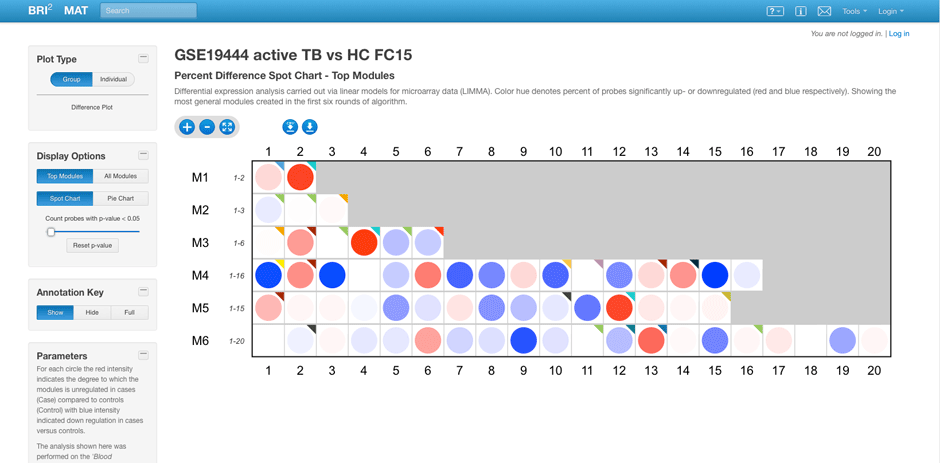 BRI² MAT Search ? i Tools Login
You are not logged in. | Log in
Plot Type
Group Individual
Difference Plot
Display Options
Top Modules All Modules
Spot Chart Pie Chart
Count probes with p-value < 0.05
Reset p-value
Annotation Key
Show Hide Full
Parameters
For each circle the red intensity
indicates the degree to which the
modules is unregulated in cases
(Case) compared to controls
(Control) with blue intensity
indicated down regulation in cases
versus controls.
The analysis shown here was
performed on the 'Blood
GSE19444 active TB vs HC FC15
Percent Difference Spot Chart - Top Modules
Differential expression analysis carried out via linear models for microarray data (LIMMA). Color hue denotes percent of probes significantly up- or downregulated (red and blue respectively). Showing the
most general modules created in the first six rounds of algorithm.
1 2 3 4 5 6 7 8 9 10 11 12 13 14 15 16 17 18 19 20
M1 1-2
M2 1-3
M3 1-6
M4 1-16
M5 1-15
M6 1-20
1 2 3 4 5 6 7 8 9 10 11 12 13 14 15 16 17 18 19 20